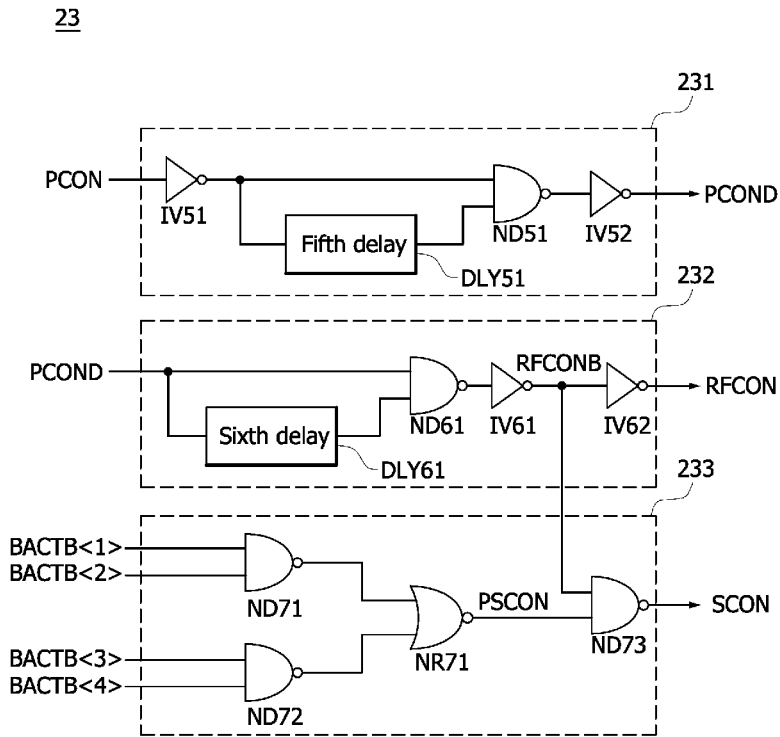 23
231
PCON
IV51
Fifth delay
DLY51
ND51
IV52
PCOND
232
PCOND
Sixth delay
DLY61
ND61
IV61
RFCONB
IV62
RFCON
233
BACTB<1>
BACTB<2>
ND71
BACTB<3>
BACTB<4>
ND72
NR71
PSCON
ND73
SCON